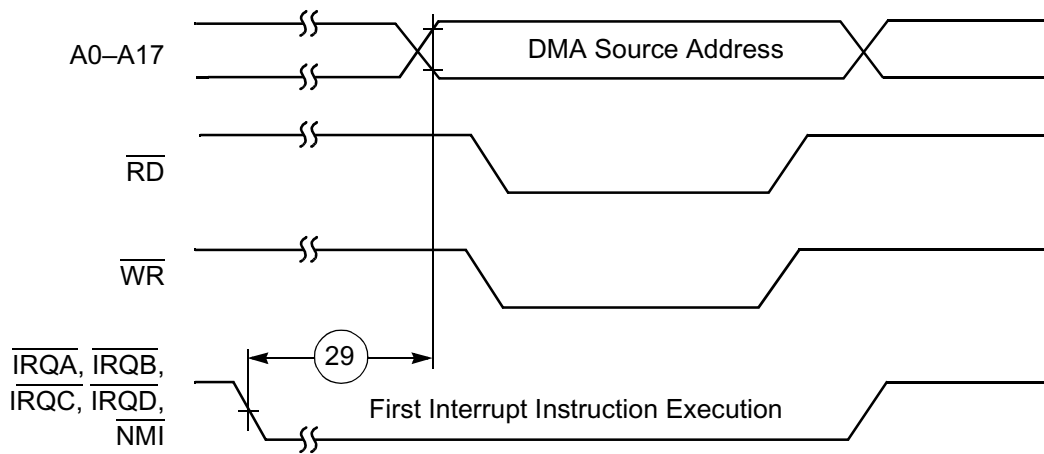 A0–A17
DMA Source Address
RD
WR
29
IRQA, IRQB,
IRQC, IRQD,
NMI
First Interrupt Instruction Execution